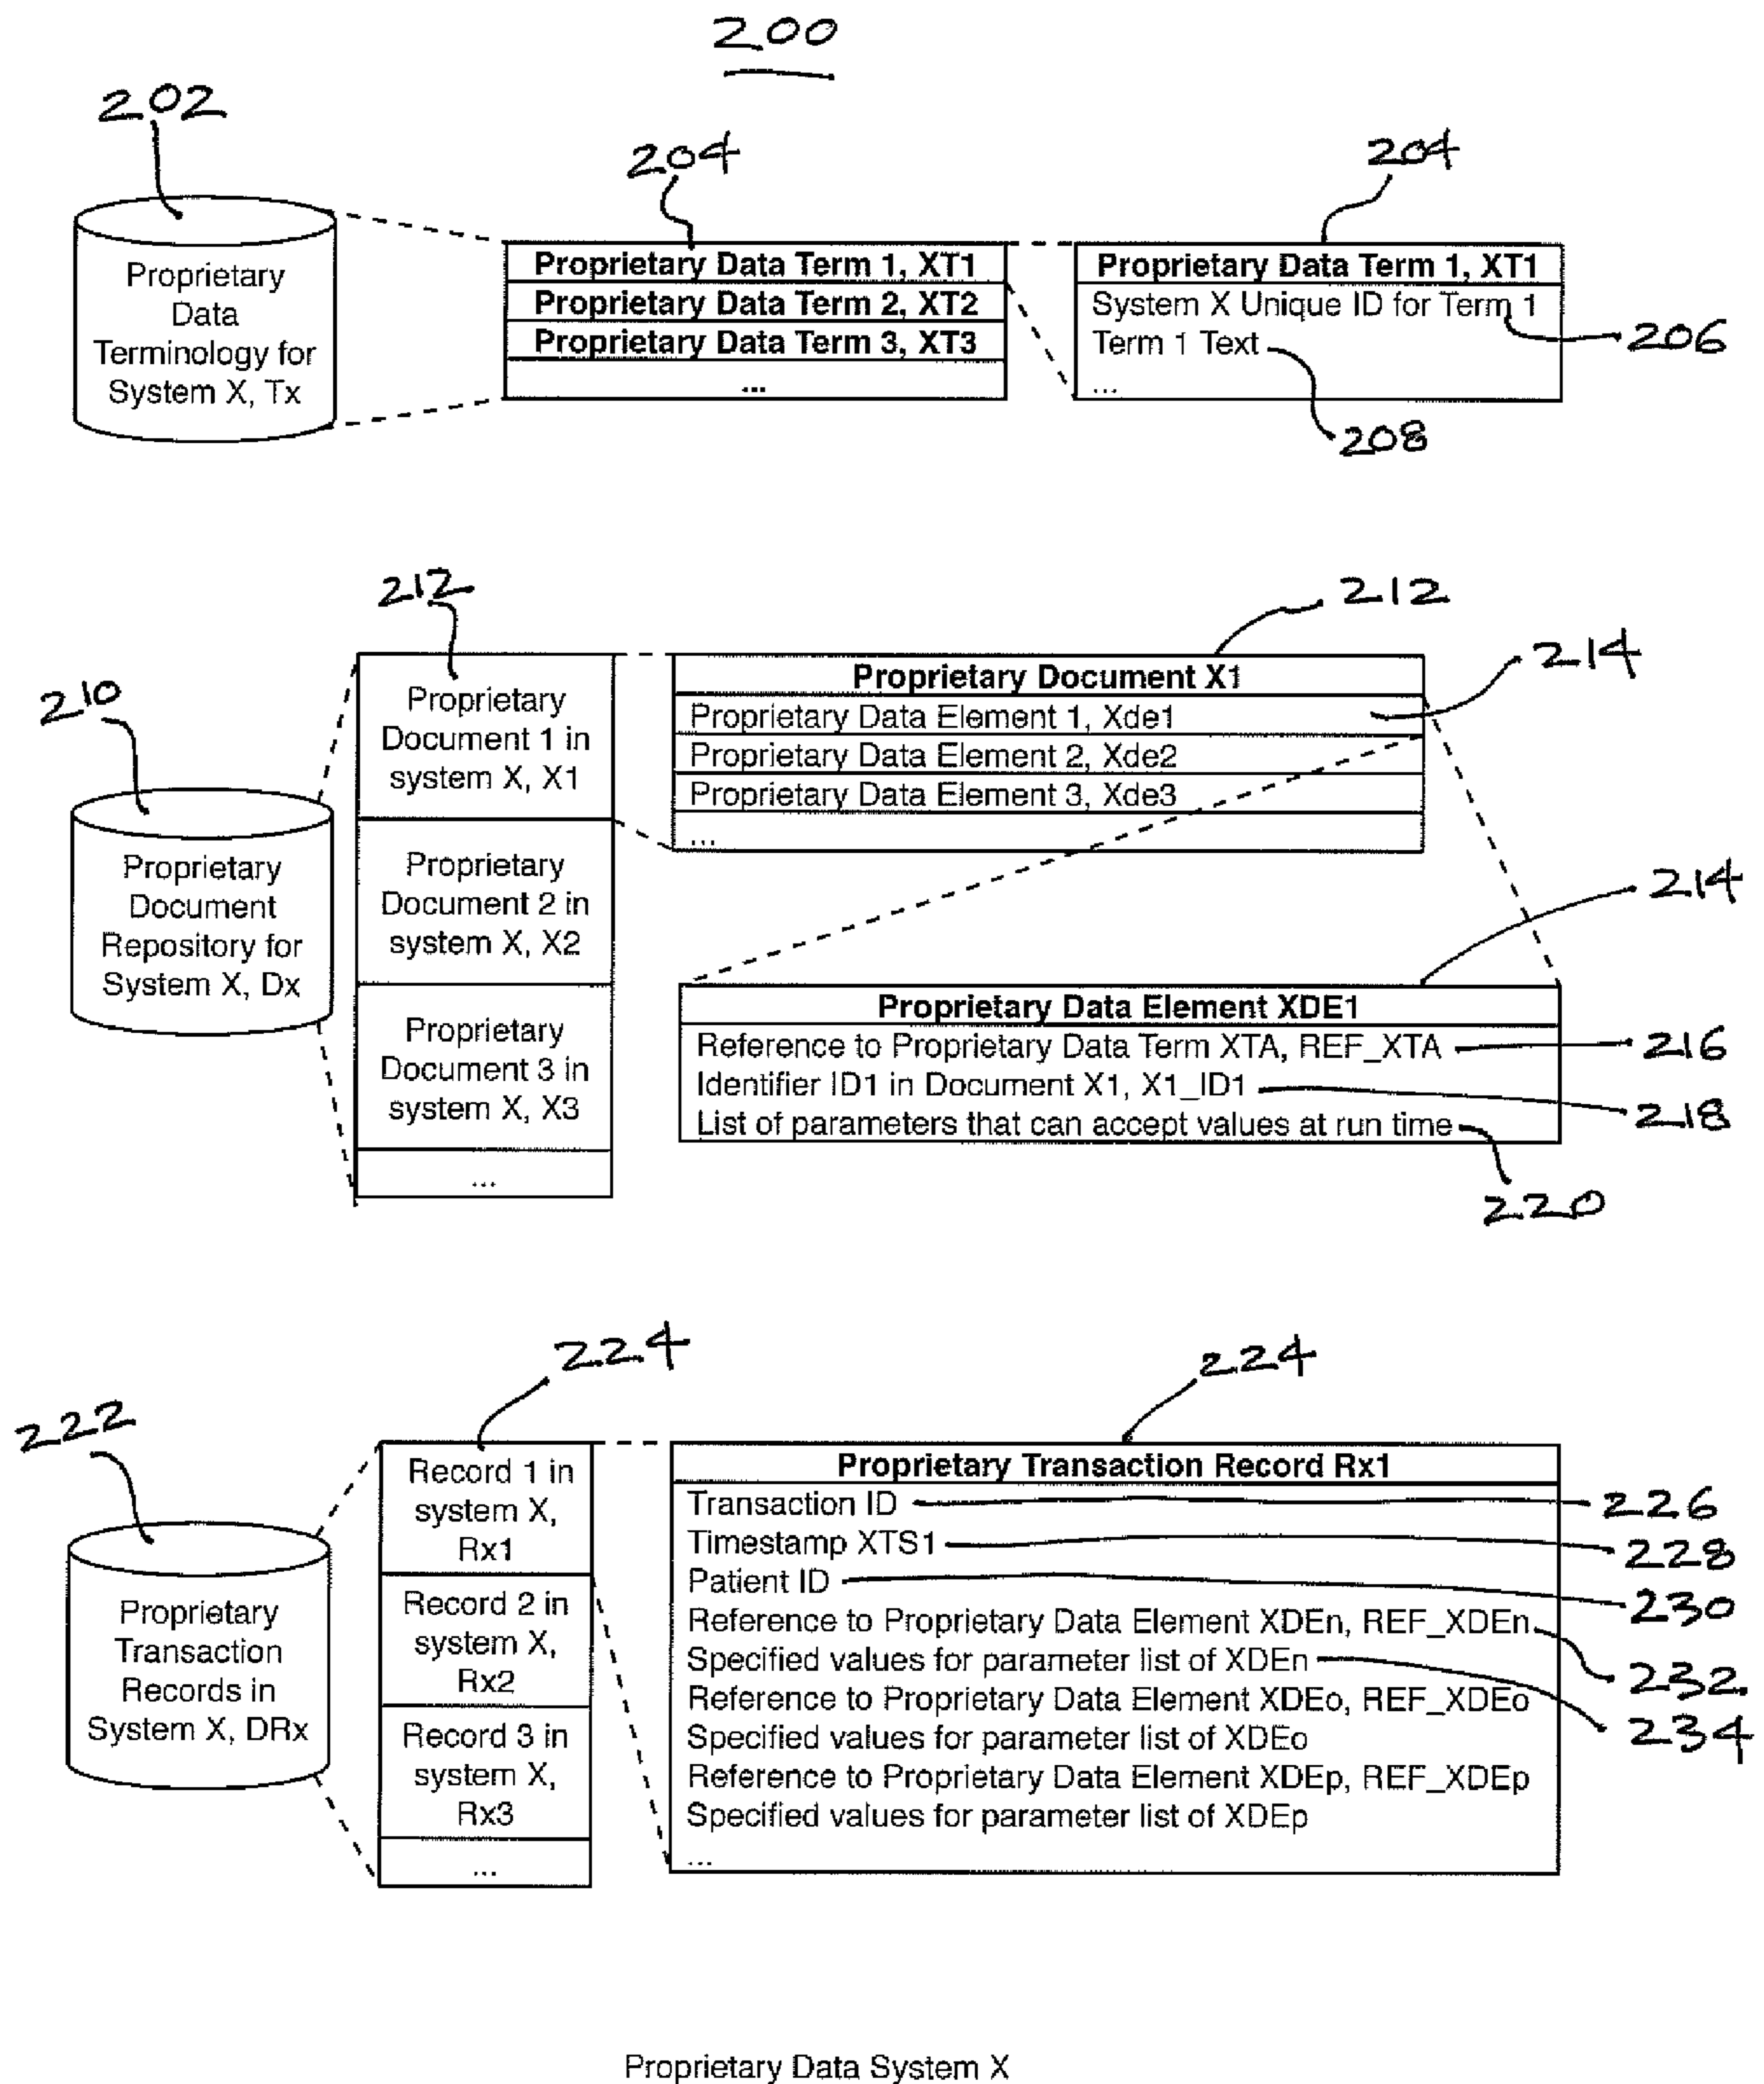 200
202
204
204
Proprietary
Data
Terminology for
System X, Tx
Proprietary Data Term 1, XT1
Proprietary Data Term 2, XT2
Proprietary Data Term 3, XT3
...
Proprietary Data Term 1, XT1
System X Unique ID for Term 1
Term 1 Text
...
206
208
210
212
212
Proprietary
Document
Repository for
System X, Dx
Proprietary
Document 1 in
system X, X1
Proprietary
Document 2 in
system X, X2
Proprietary
Document 3 in
system X, X3
...
Proprietary Document X1
Proprietary Data Element 1, Xde1
Proprietary Data Element 2, Xde2
Proprietary Data Element 3, Xde3
...
214
214
Proprietary Data Element XDE1
Reference to Proprietary Data Term XTA, REF_XTA
Identifier ID1 in Document X1, X1_ID1
List of parameters that can accept values at run time
216
218
220
222
224
224
Proprietary
Transaction
Records in
System X, DRx
Record 1 in
system X,
Rx1
Record 2 in
system X,
Rx2
Record 3 in
system X,
Rx3
...
Proprietary Transaction Record Rx1
Transaction ID
Timestamp XTS1
Patient ID
Reference to Proprietary Data Element XDEn, REF_XDEn
Specified values for parameter list of XDEn
Reference to Proprietary Data Element XDEo, REF_XDEo
Specified values for parameter list of XDEo
Reference to Proprietary Data Element XDEp, REF_XDEp
Specified values for parameter list of XDEp
...
226
228
230
232
234
Proprietary Data System X